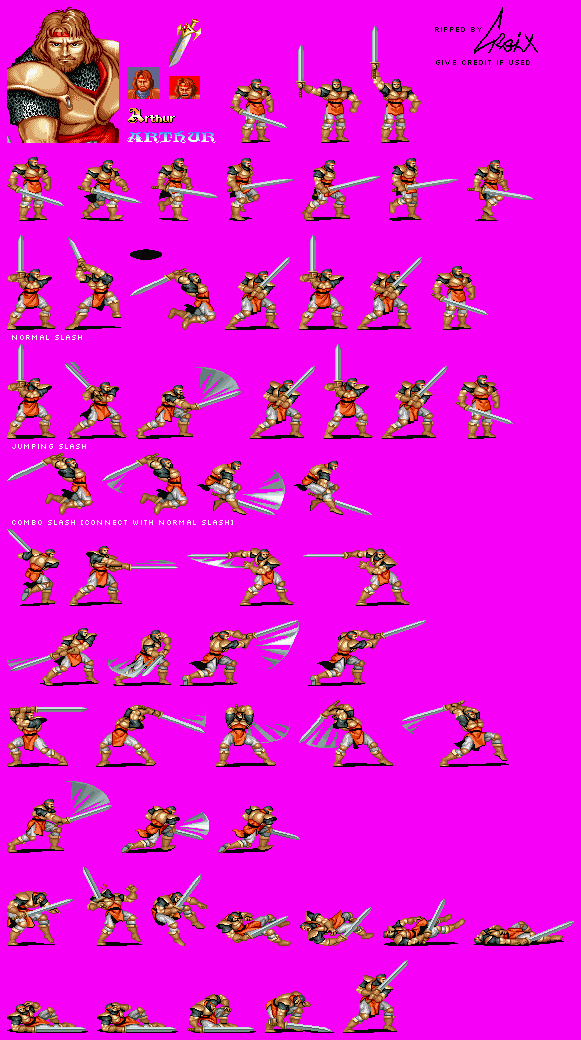 RIPPED BY
GIVE CREDIT IF USED
Arthur
ARTHUR
NORMAL SLASH
JUMPING SLASH
COMBO SLASH [CONNECT WITH NORMAL SLASH]